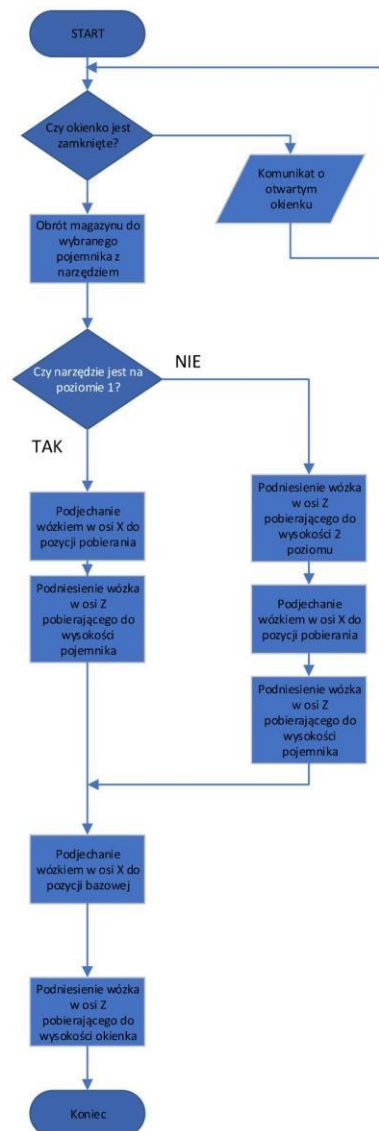 START
Czy okienko jest
zamknięte?
Komunikat o
otwartym
okienku
Obrót magazynu do
wybranego
pojemnika z
narzędziem
Czy narzędzie jest na
poziomie 1?
NIE
TAK
Podjechanie
wózkiem w osi X do
pozycji pobierania
Podniesienie wózka
w osi Z
pobierającego do
wysokości
pojemnika
Podniesienie wózka
w osi Z
pobierającego do
wysokości 2
poziomu
Podjechanie
wózkiem w osi X do
pozycji pobierania
Podniesienie wózka
w osi Z
pobierającego do
wysokości
pojemnika
Podjechanie
wózkiem w osi X do
pozycji bazowej
Podniesienie wózka
w osi Z
pobierającego do
wysokości okienka
Koniec